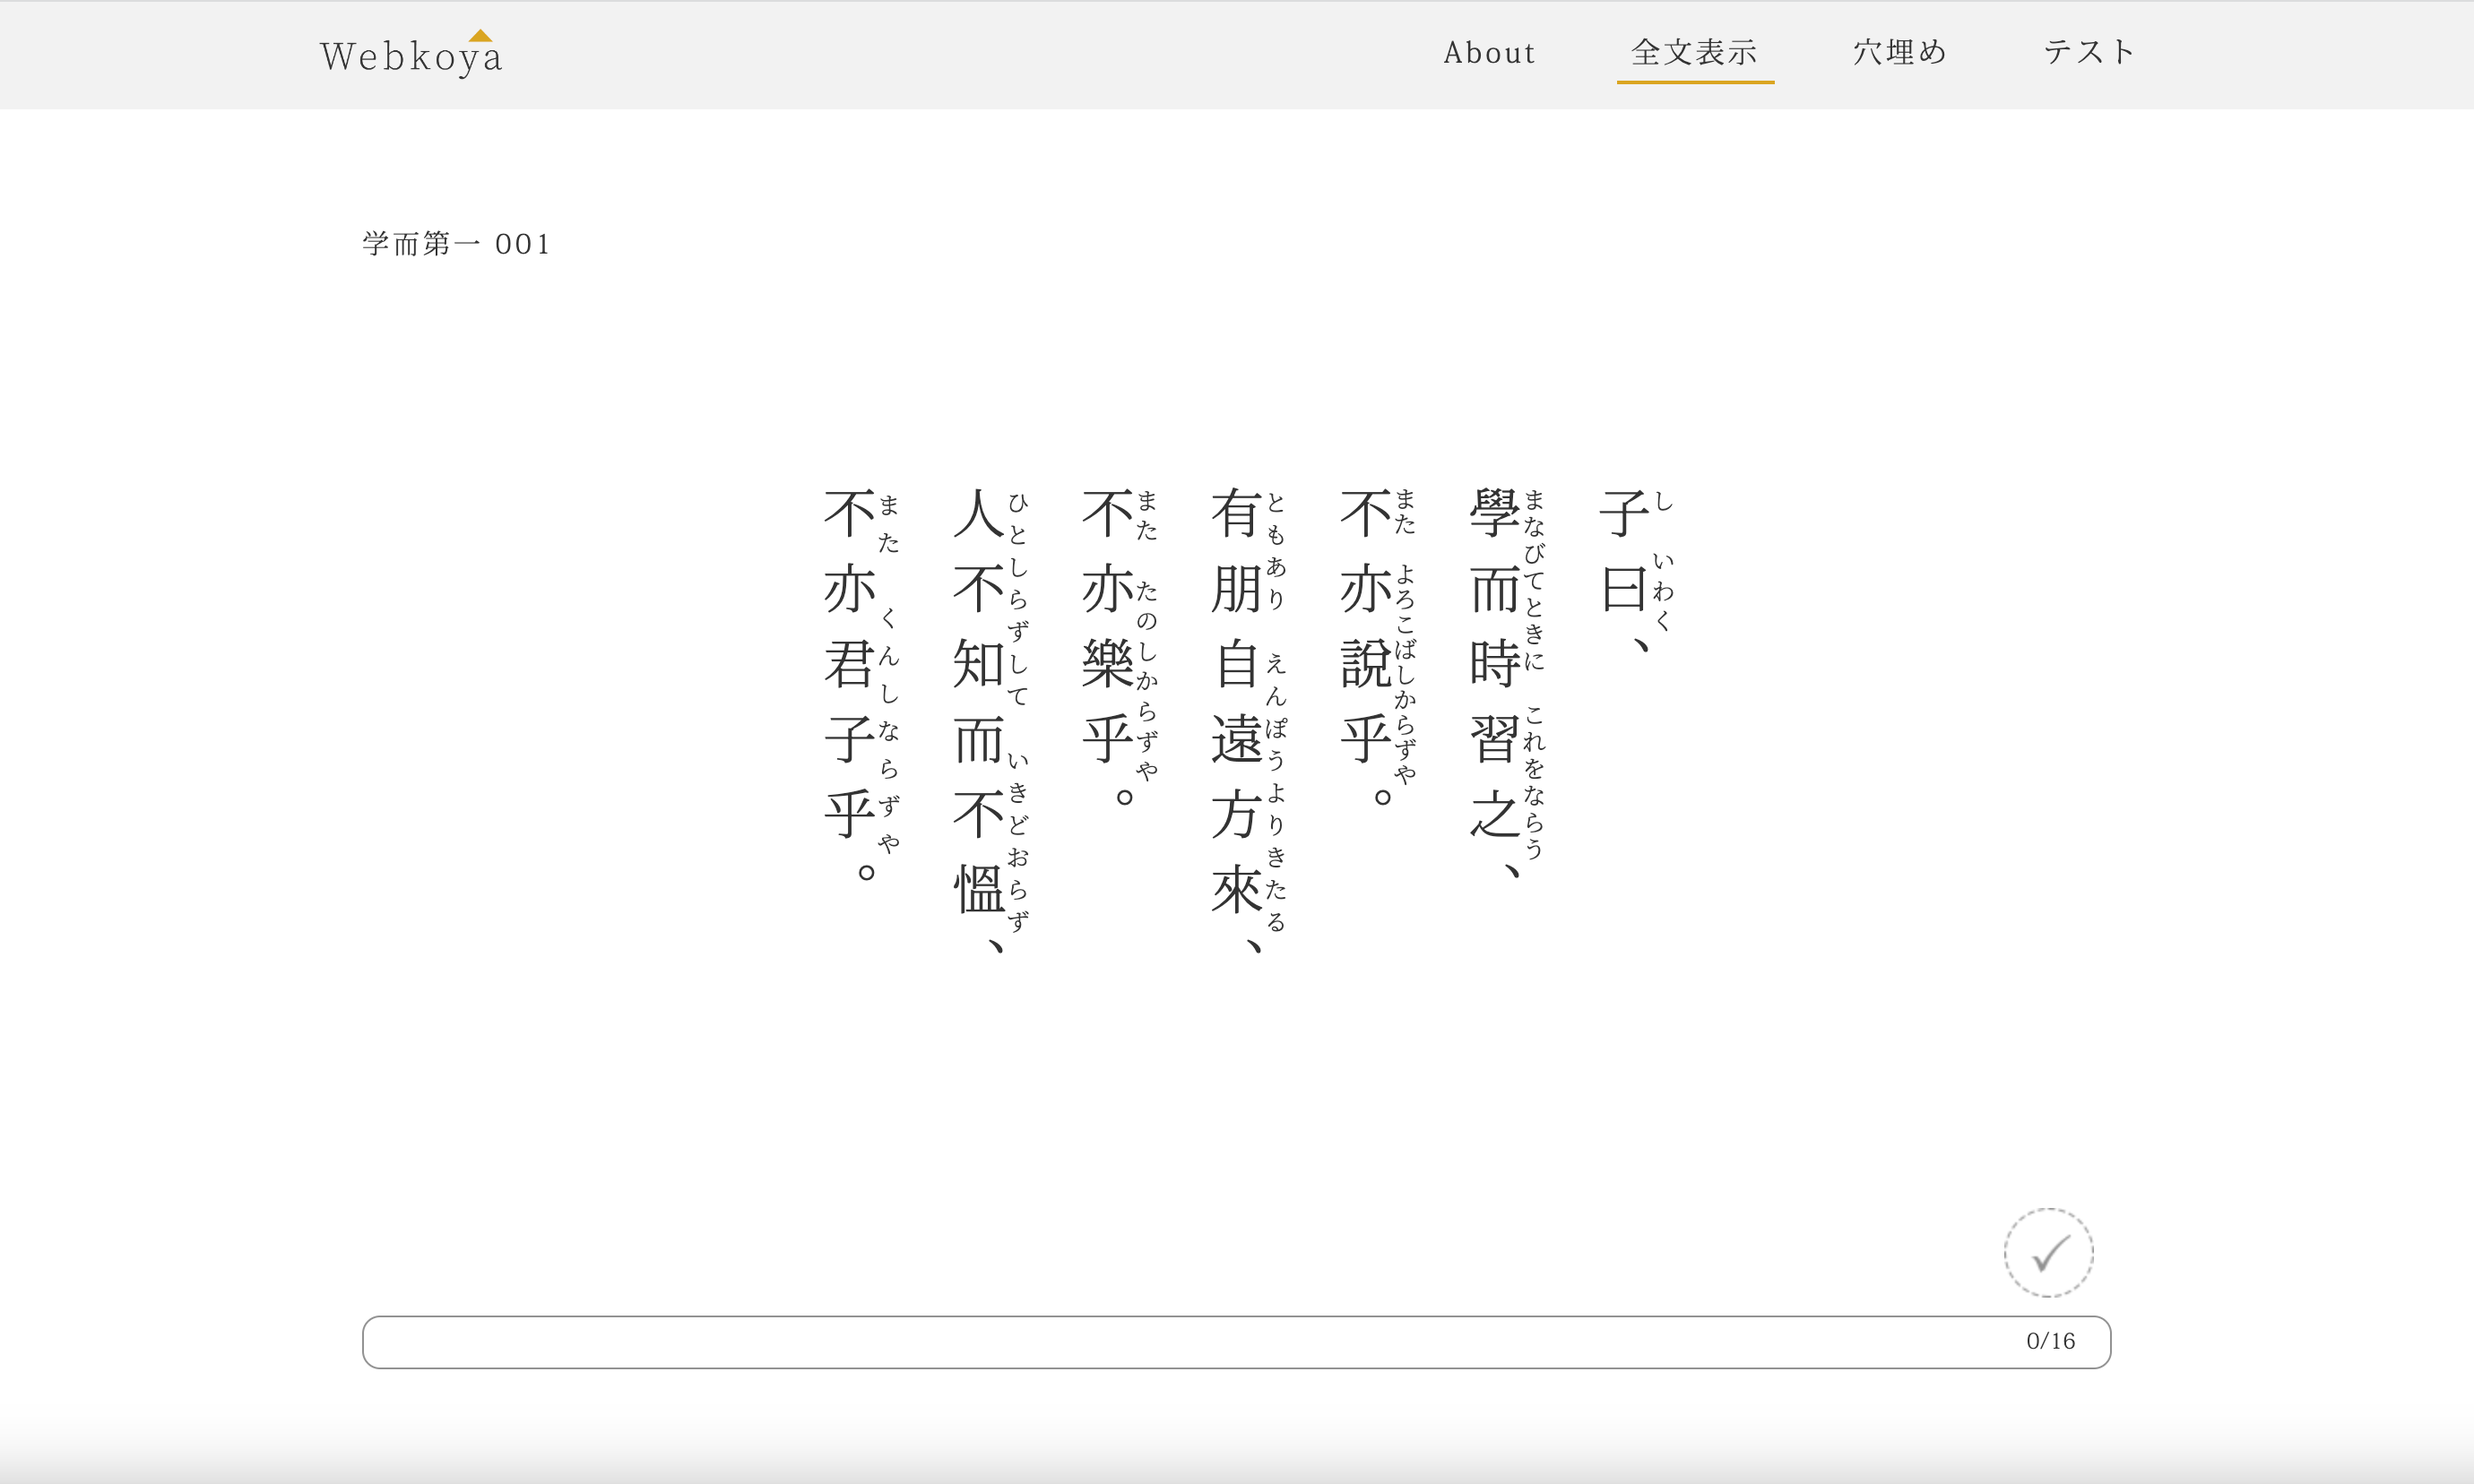 Webkoya
About
全文表示
穴埋め
テスト
学而第一 001
子曰、
し いわく
學而時習之、
まなびてときに これをならう
不亦說乎。
また よろこばしからずや
有朋自遠方來、
ともあり えんぽうよりきたる
不亦樂乎。
また たのしからずや
人不知而不慍、
ひとしらずして いきどおらず
不亦君子乎。
また くんしならずや
0/16